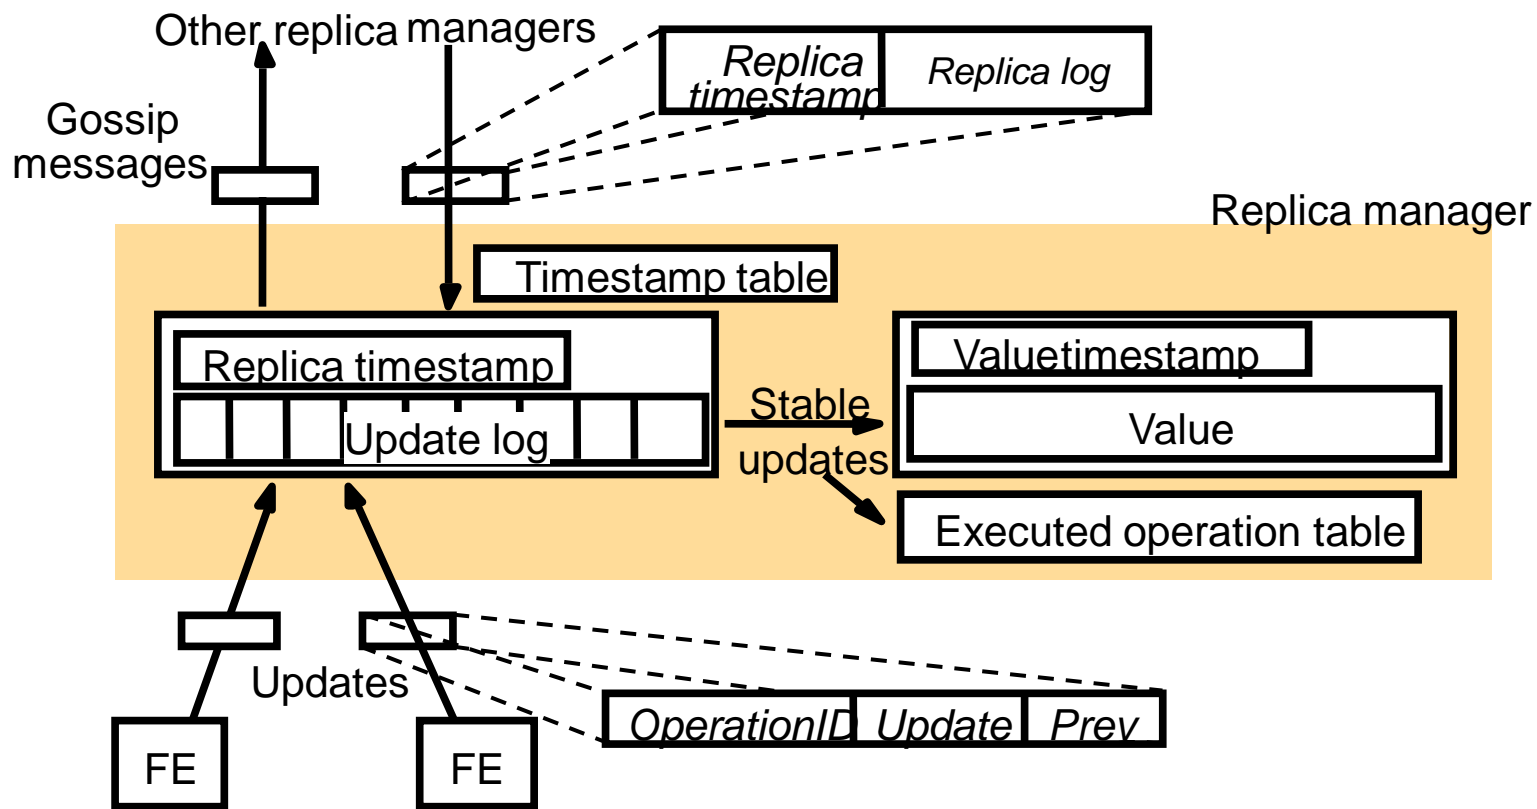 Other replica managers
Replica
timestamp
Replica log
Gossip
messages
Replica manager
Timestamp table
Replica timestamp
Valuetimestamp
Stable
Value
Update log
updates
Executed operation table
Updates
OperationID
Update
Prev
FE
FE